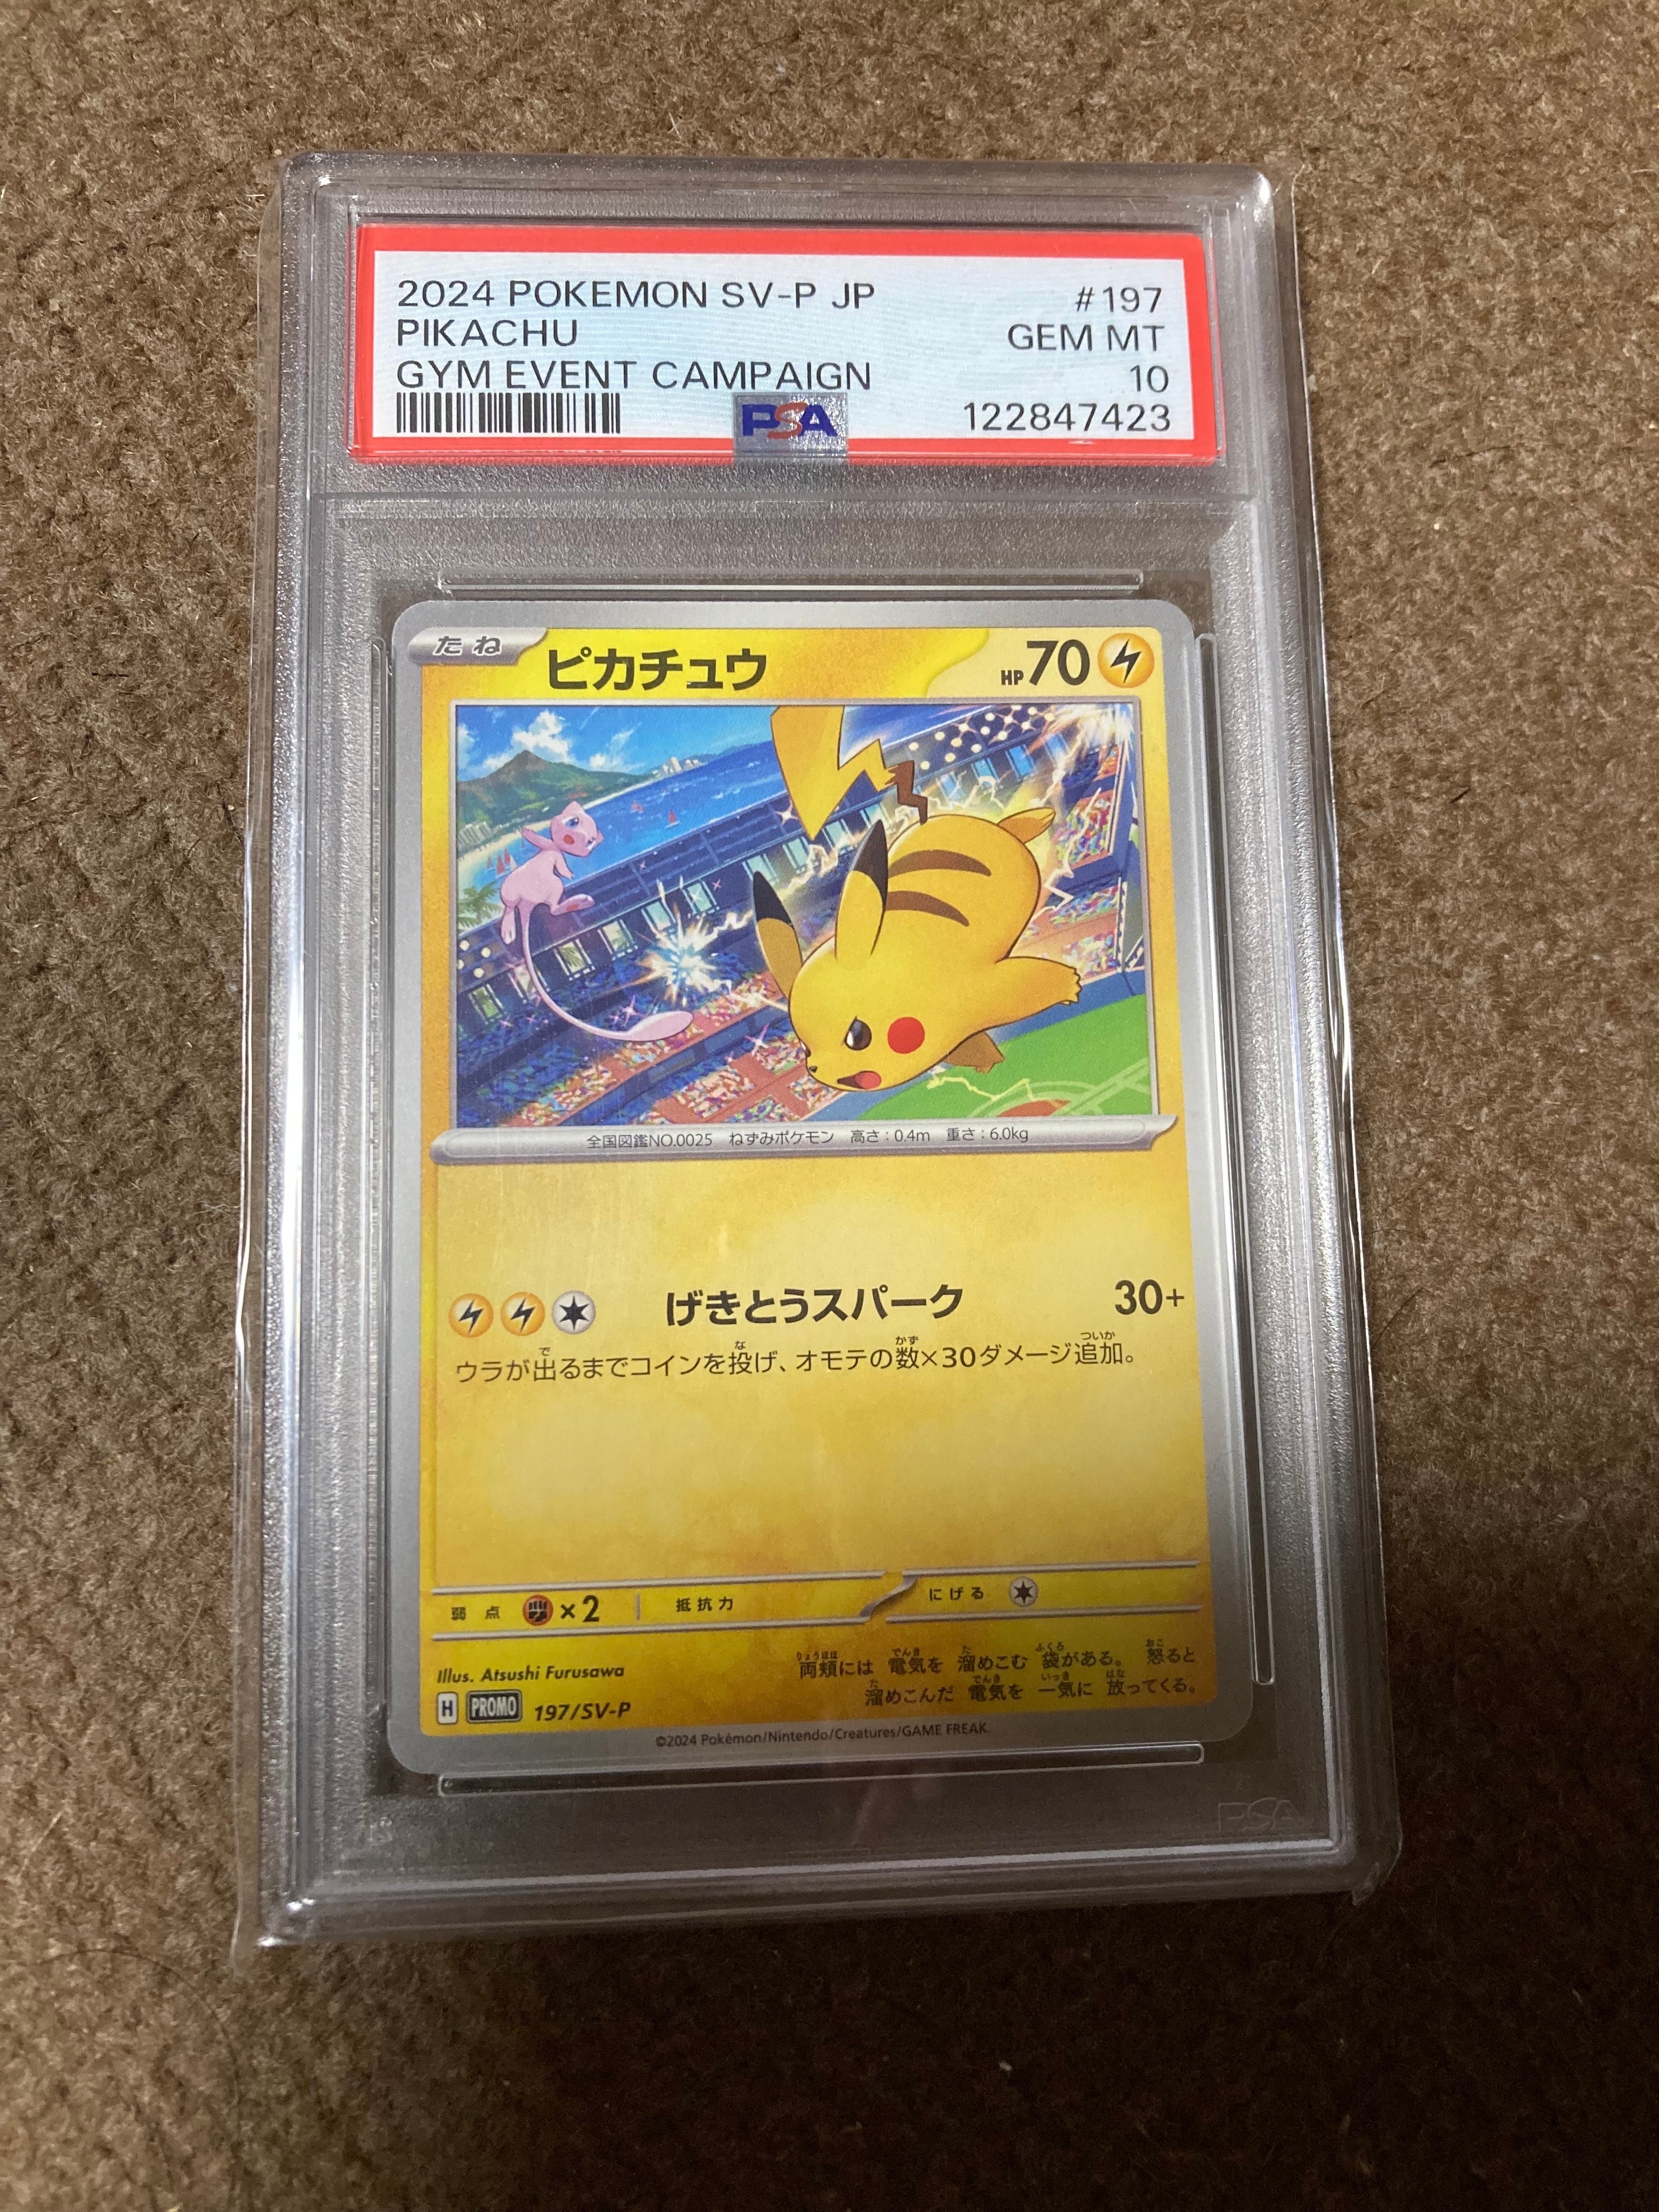 2024 POKEMON SV-P JP #197
PIKACHU GEM MT
GYM EVENT CAMPAIGN 10
PSA 122847423
たね ピカチュウ HP70
全国図鑑NO.0025 ねずみポケモン 高さ:0.4m 重さ:6.0kg
げきとうスパーク 30+
ウラが出るまでコインを投げ、オモテの数×30ダメージ追加。
弱点 ×2 抵抗力 にげる
Illus. Atsushi Furusawa
両頬には 電気を 溜めこむ 袋がある。 怒ると
溜めこんだ 電気を 一気に 放ってくる。
H PROMO 197/SV-P
©2024 Pokémon/Nintendo/Creatures/GAME FREAK.
PSA